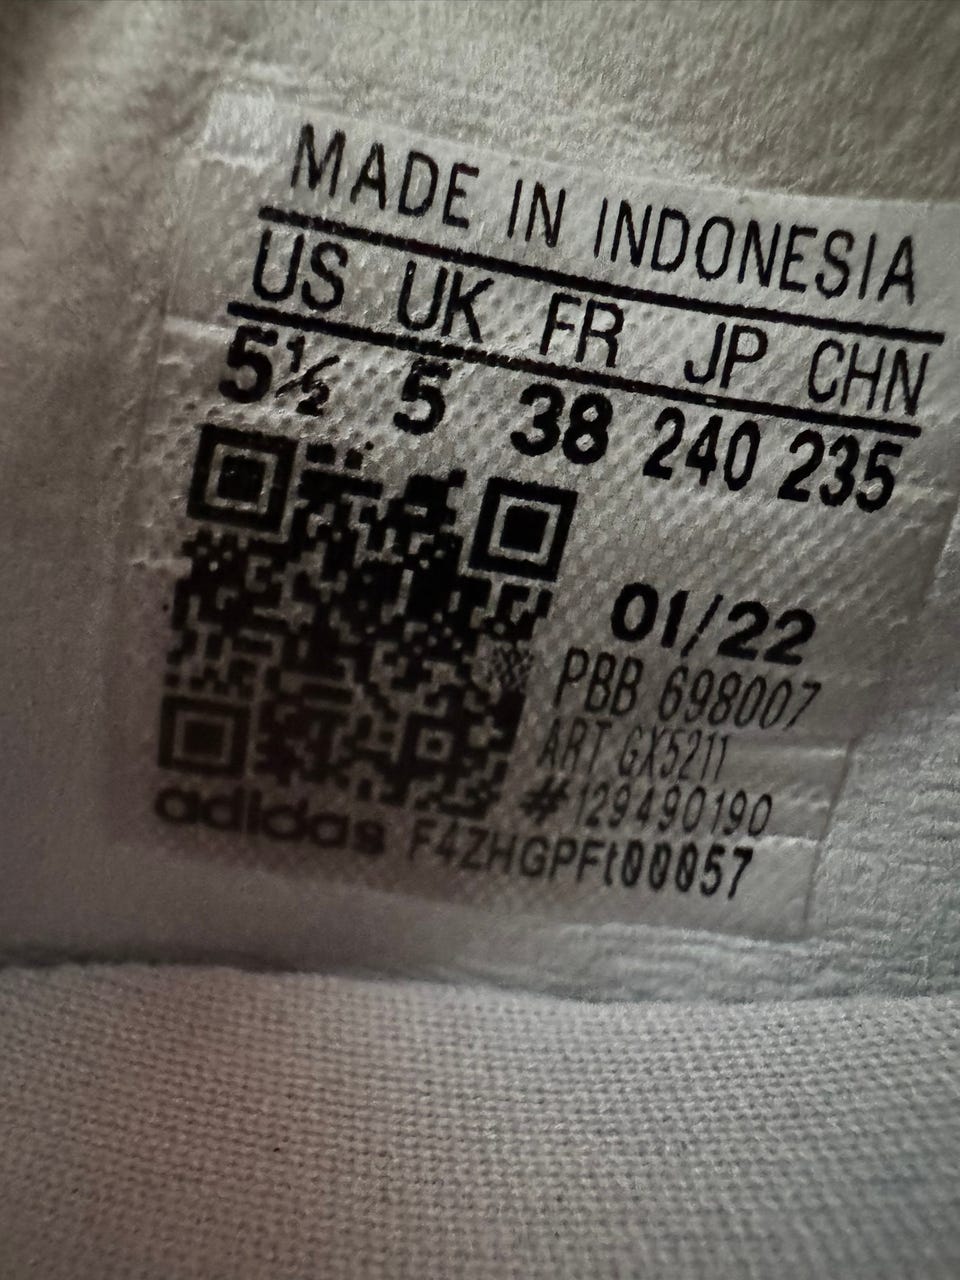 MADE IN INDONESIA
US UK FR JP CHN
5½ 5 38 240 235
01/22
PBB 698007
ART GX5211
#129490190
adidas F4ZHGPFt00057